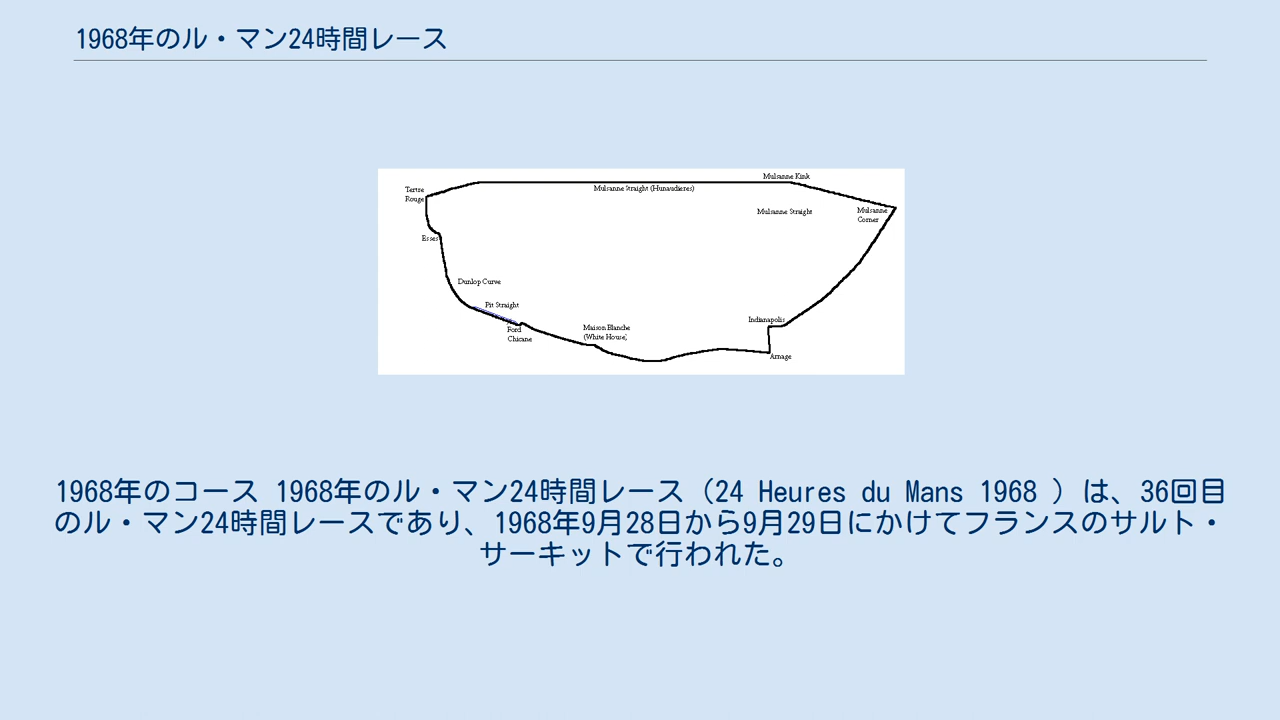 1968年のル・マン24時間レース
Mulsanne Kink
Tertre
Rouge
Mulsanne Straight (Hunaudieres)
Mulsanne Straight
Mulsanne
Corner
Esses
Dunlop Curve
Pit Straight
Ford
Chicane
Maison Blanche
(White House)
Indianapolis
Arnage
1968年のコース 1968年のル・マン24時間レース（24 Heures du Mans 1968 ）は、36回目
のル・マン24時間レースであり、1968年9月28日から9月29日にかけてフランスのサルト・
サーキットで行われた。